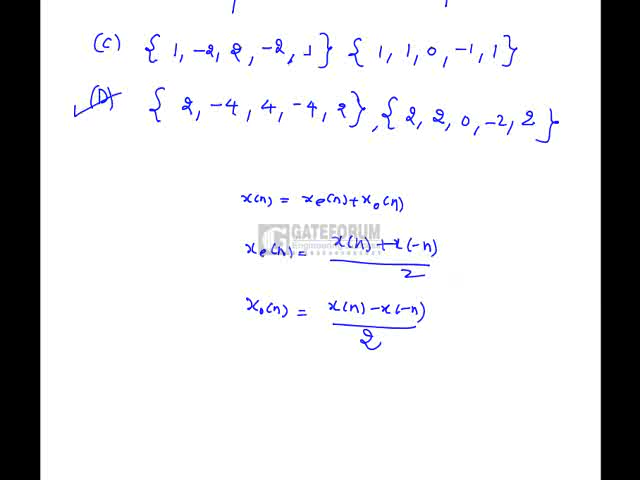 (C) { 1, -2, 2, -2, 1 } { 1, 1, 0, -1, 1 }
(D) { 2, -4, 4, -4, 2 }, { 2, 2, 0, -2, 2 }
x(n) = xe(n) + xo(n)
GATEFORUM
xe(n) = x(n) + x(-n) / 2
xo(n) = x(n) - x(-n) / 2